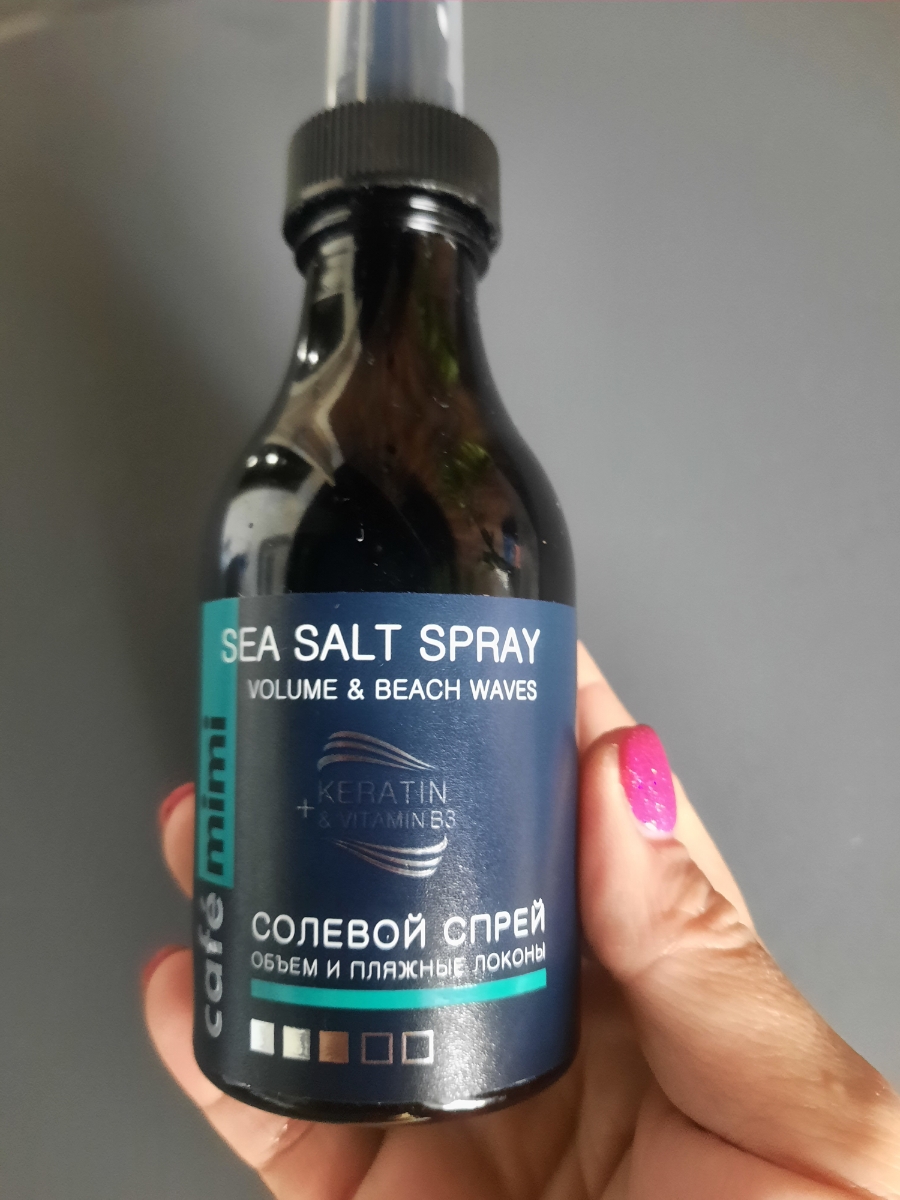 SEA SALT SPRAY
VOLUME & BEACH WAVES
café mimi
KERATIN
+ & VITAMIN B3
СОЛЕВОЙ СПРЕЙ
ОБЪЕМ И ПЛЯЖНЫЕ ЛОКОНЫ